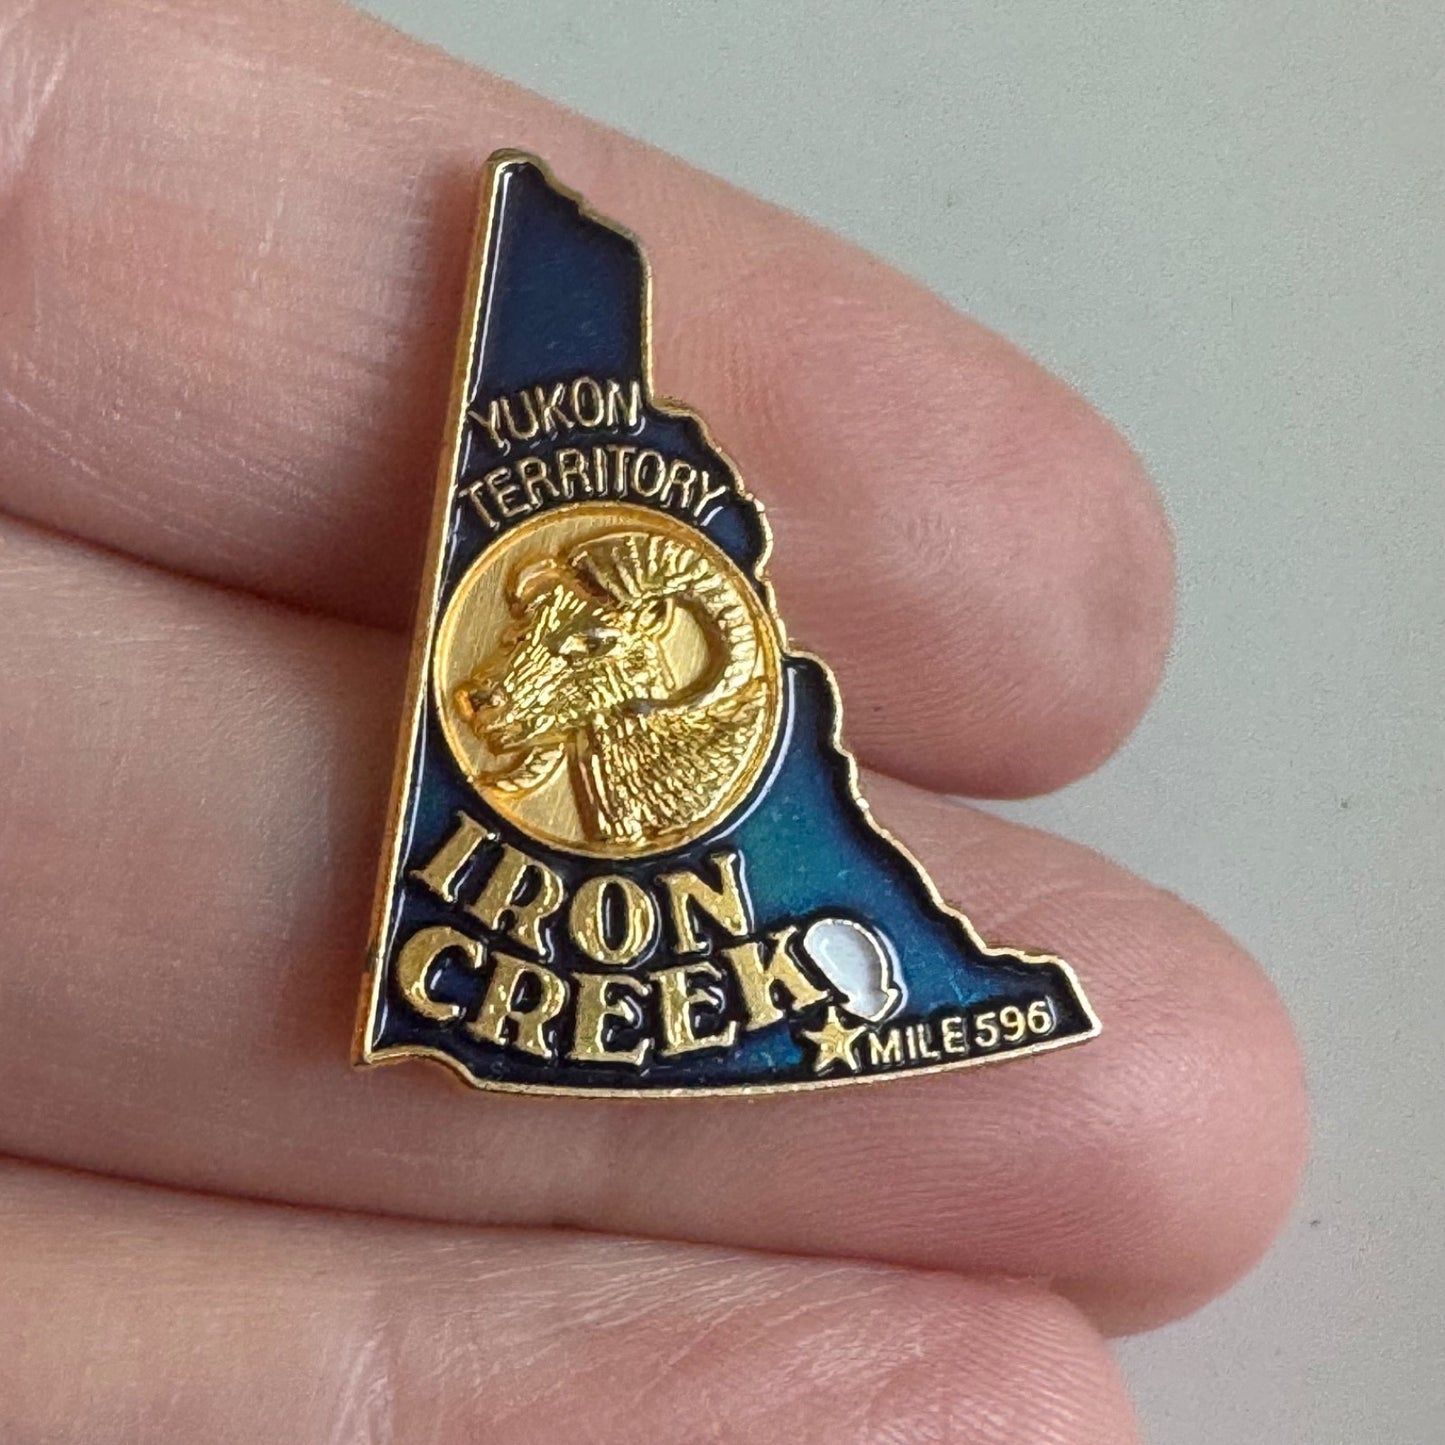 YUKON
TERRITORY
IRON
CREEK
MILE 596